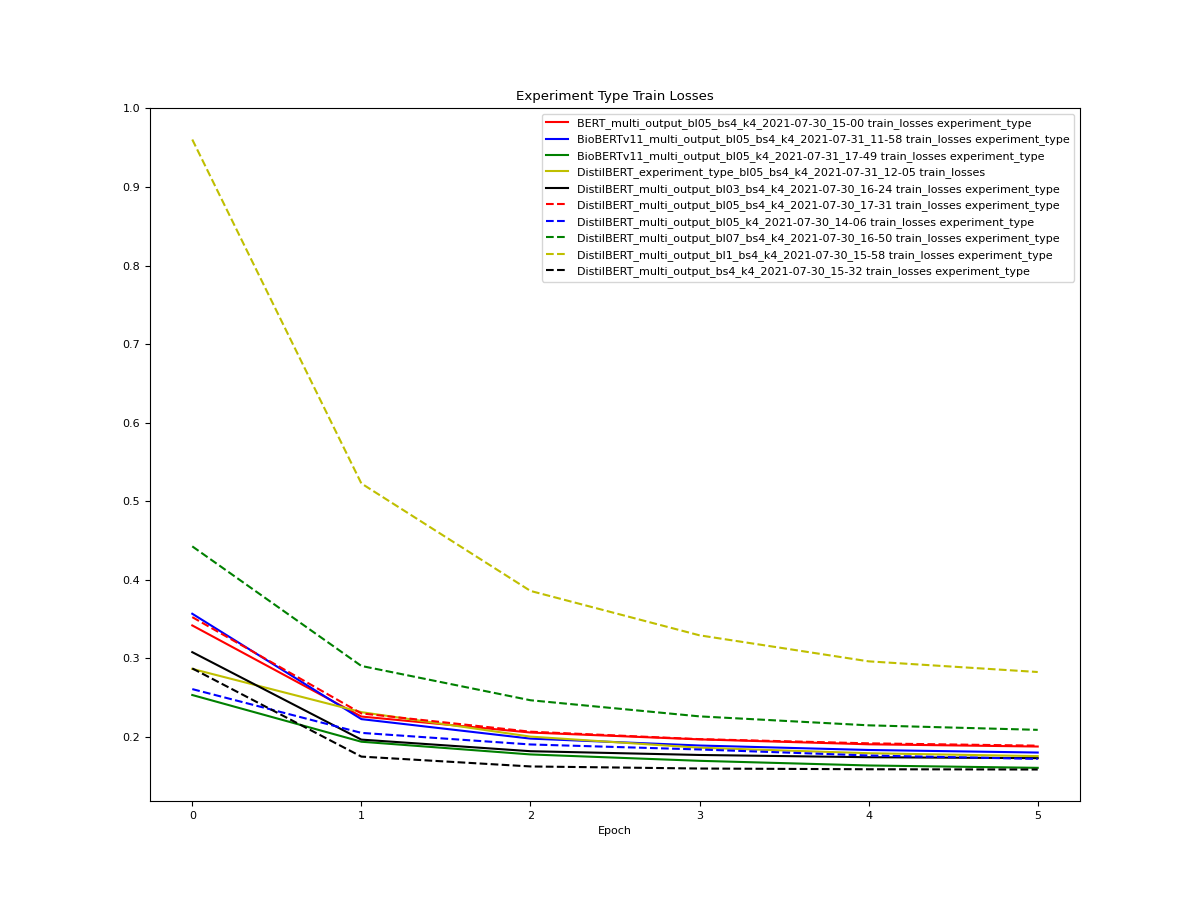 Experiment Type Train Losses
1.0
0.9
0.8
0.7
0.6
0.5
0.4
0.3
0.2
BERT_multi_output_bl05_bs4_k4_2021-07-30_15-00 train_losses experiment_type
BioBERTv11_multi_output_bl05_bs4_k4_2021-07-31_11-58 train_losses experiment_type
BioBERTv11_multi_output_bl05_k4_2021-07-31_17-49 train_losses experiment_type
DistilBERT_experiment_type_bl05_bs4_k4_2021-07-31_12-05 train_losses
DistilBERT_multi_output_bl03_bs4_k4_2021-07-30_16-24 train_losses experiment_type
DistilBERT_multi_output_bl05_bs4_k4_2021-07-30_17-31 train_losses experiment_type
DistilBERT_multi_output_bl05_k4_2021-07-30_14-06 train_losses experiment_type
DistilBERT_multi_output_bl07_bs4_k4_2021-07-30_16-50 train_losses experiment_type
DistilBERT_multi_output_bl1_bs4_k4_2021-07-30_15-58 train_losses experiment_type
DistilBERT_multi_output_bs4_k4_2021-07-30_15-32 train_losses experiment_type
0 1 2 3 4 5
Epoch